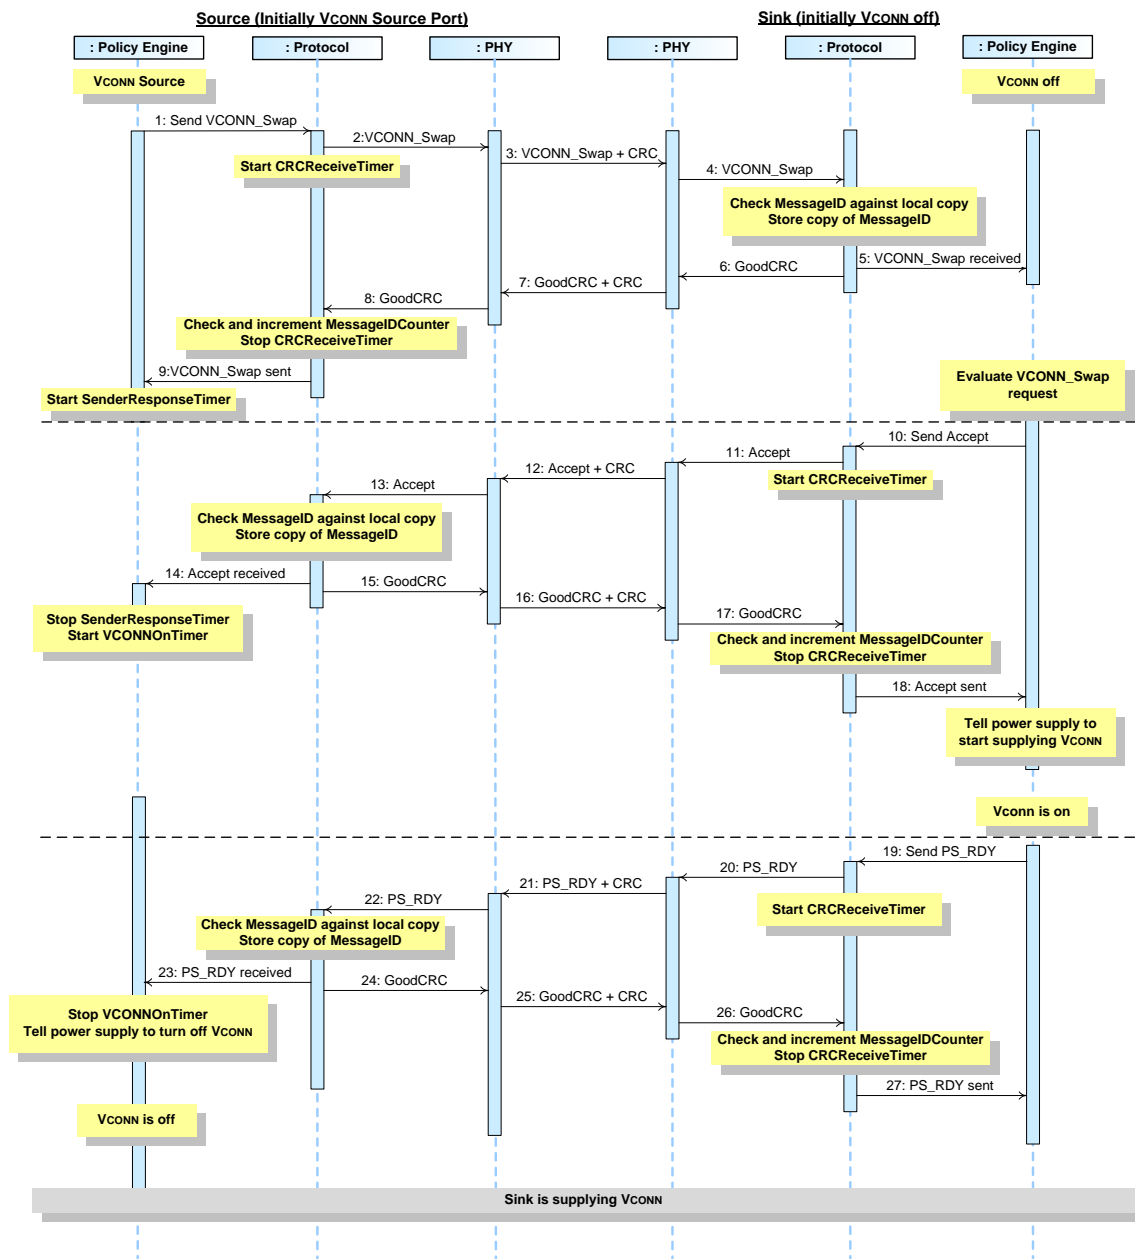 Source (Initially VCONN Source Port)
Sink (initially VCONN off)
: Policy Engine
: Protocol
: PHY
: PHY
: Protocol
: Policy Engine
VCONN Source
VCONN off
1: Send VCONN_Swap
2:VCONN_Swap
3: VCONN_Swap + CRC
Start CRCReceiveTimer
4: VCONN_Swap
Check MessageID against local copy
Store copy of MessageID
5: VCONN_Swap received
6: GoodCRC
7: GoodCRC + CRC
8: GoodCRC
Check and increment MessageIDCounter
Stop CRCReceiveTimer
9:VCONN_Swap sent
Evaluate VCONN_Swap
request
Start SenderResponseTimer
10: Send Accept
11: Accept
12: Accept + CRC
Start CRCReceiveTimer
13: Accept
Check MessageID against local copy
Store copy of MessageID
14: Accept received
15: GoodCRC
16: GoodCRC + CRC
17: GoodCRC
Stop SenderResponseTimer
Start VCONNOnTimer
Check and increment MessageIDCounter
Stop CRCReceiveTimer
18: Accept sent
Tell power supply to
start supplying VCONN
Vconn is on
19: Send PS_RDY
20: PS_RDY
21: PS_RDY + CRC
22: PS_RDY
Start CRCReceiveTimer
Check MessageID against local copy
Store copy of MessageID
23: PS_RDY received
24: GoodCRC
25: GoodCRC + CRC
26: GoodCRC
Stop VCONNOnTimer
Tell power supply to turn off VCONN
Check and increment MessageIDCounter
Stop CRCReceiveTimer
27: PS_RDY sent
VCONN is off
Sink is supplying VCONN